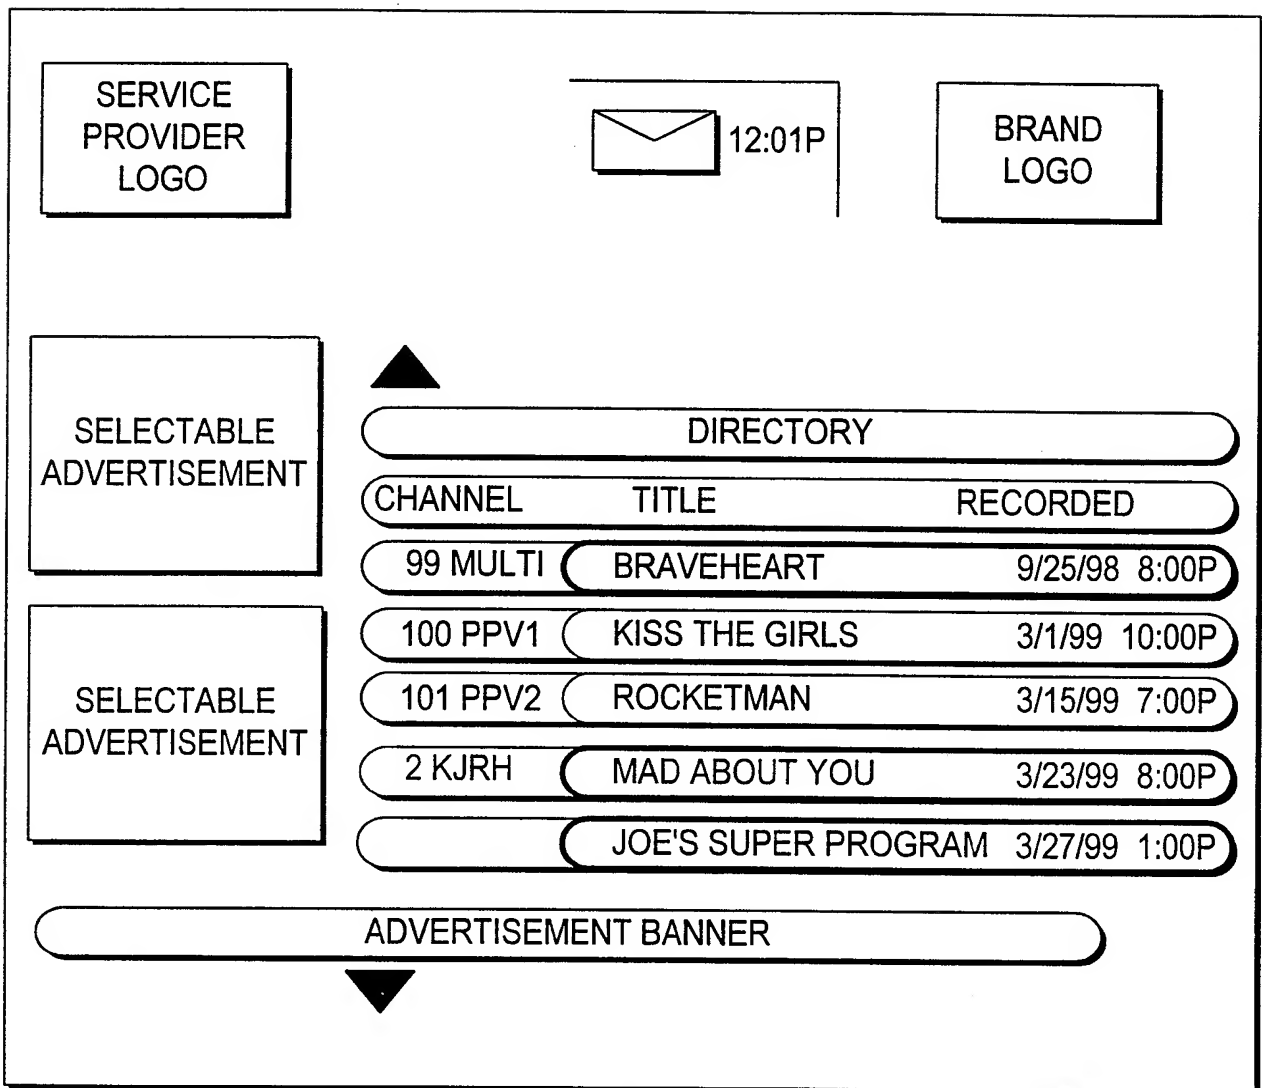 SERVICE
PROVIDER
LOGO
12:01P
BRAND
LOGO
SELECTABLE
ADVERTISEMENT
SELECTABLE
ADVERTISEMENT
DIRECTORY
CHANNEL TITLE RECORDED
99 MULTI BRAVEHEART 9/25/98 8:00P
100 PPV1 KISS THE GIRLS 3/1/99 10:00P
101 PPV2 ROCKETMAN 3/15/99 7:00P
2 KJRH MAD ABOUT YOU 3/23/99 8:00P
JOE'S SUPER PROGRAM 3/27/99 1:00P
ADVERTISEMENT BANNER